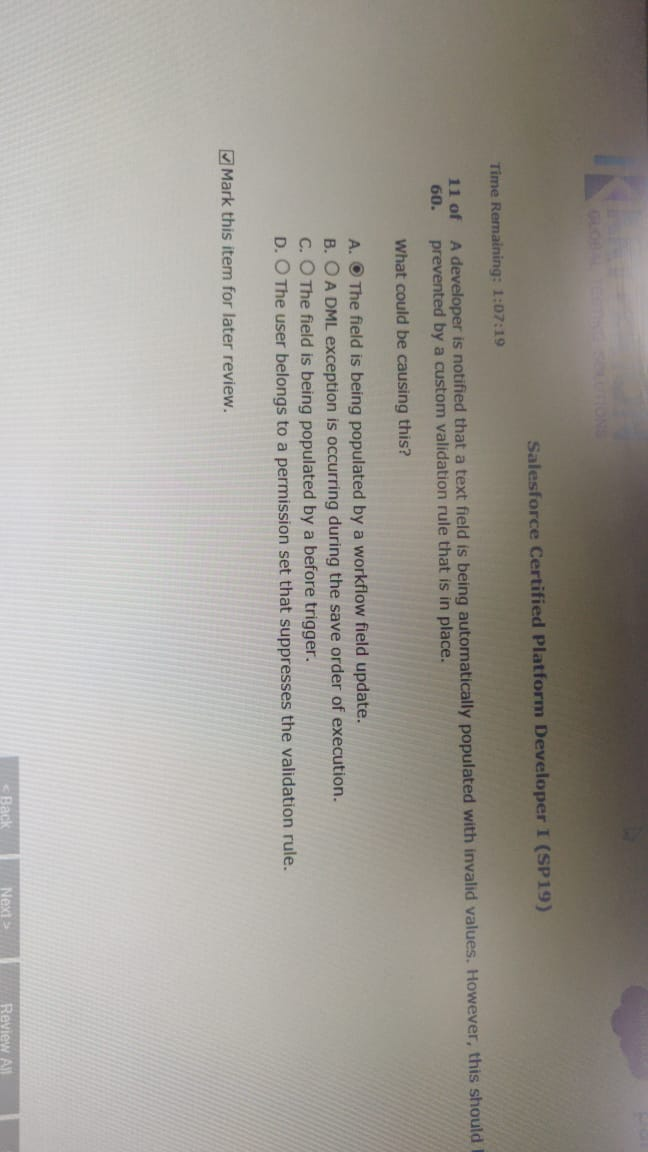 GLOBAL
SOLUTIONS
Salesforce Certified Platform Developer I (SP19)
Time Remaining: 1:07:19
11 of 60. A developer is notified that a text field is being automatically populated with invalid values. However, this should
prevented by a custom validation rule that is in place.
What could be causing this?
A. The field is being populated by a workflow field update.
B. A DML exception is occurring during the save order of execution.
C. The field is being populated by a before trigger.
D. The user belongs to a permission set that suppresses the validation rule.
Mark this item for later review.
< Back Next > Review All